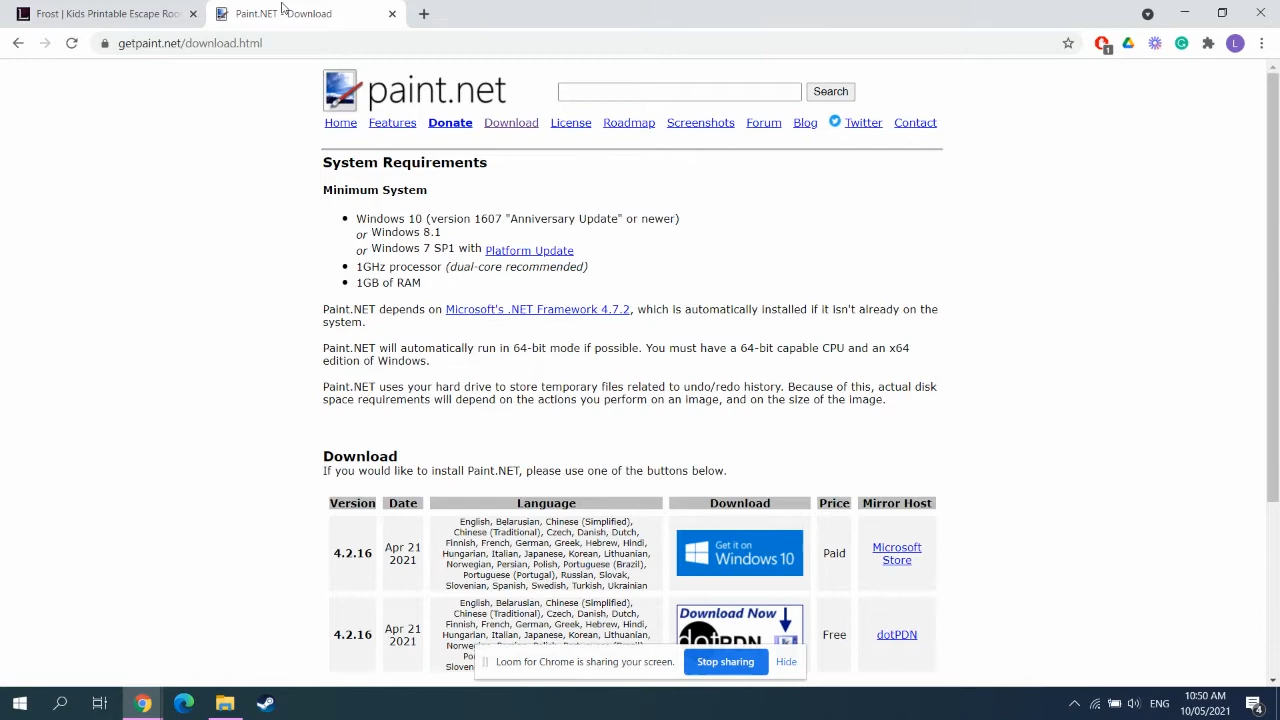 Frost | Kids Printable Escape Roo
Paint.NET - Download
getpaint.net/download.html
1
L
paint.net
Search
Home Features Donate Download License Roadmap Screenshots Forum Blog Twitter Contact
System Requirements
Minimum System
Windows 10 (version 1607 "Anniversary Update" or newer)
or Windows 8.1
or Windows 7 SP1 with Platform Update
1GHz processor (dual-core recommended)
1GB of RAM
Paint.NET depends on Microsoft's .NET Framework 4.7.2, which is automatically installed if it isn't already on the
system.
Paint.NET will automatically run in 64-bit mode if possible. You must have a 64-bit capable CPU and an x64
edition of Windows.
Paint.NET uses your hard drive to store temporary files related to undo/redo history. Because of this, actual disk
space requirements will depend on the actions you perform on an image, and on the size of the image.
Download
If you would like to install Paint.NET, please use one of the buttons below.
Version Date Language Download Price Mirror Host
4.2.16
Apr 21
2021
English, Belarusian, Chinese (Simplified),
Chinese (Traditional), Czech, Danish, Dutch,
Finnish, French, German, Greek, Hebrew, Hindi,
Hungarian, Italian, Japanese, Korean, Lithuanian,
Norwegian, Persian, Polish, Portuguese (Brazil),
Portuguese (Portugal), Russian, Slovak,
Slovenian, Spanish, Swedish, Turkish, Ukrainian
Get it on
Windows 10
Paid
Microsoft
Store
4.2.16
Apr 21
2021
English, Belarusian, Chinese (Simplified),
Chinese (Traditional), Czech, Danish, Dutch,
Finnish, French, German, Greek, Hebrew, Hindi,
Hungarian, Italian, Japanese, Korean, Lithuanian,
Download Now
dotPDN
Free
dotPDN
Loom for Chrome is sharing your screen.
Stop sharing
Hide
ENG
10:50 AM
10/05/2021
4